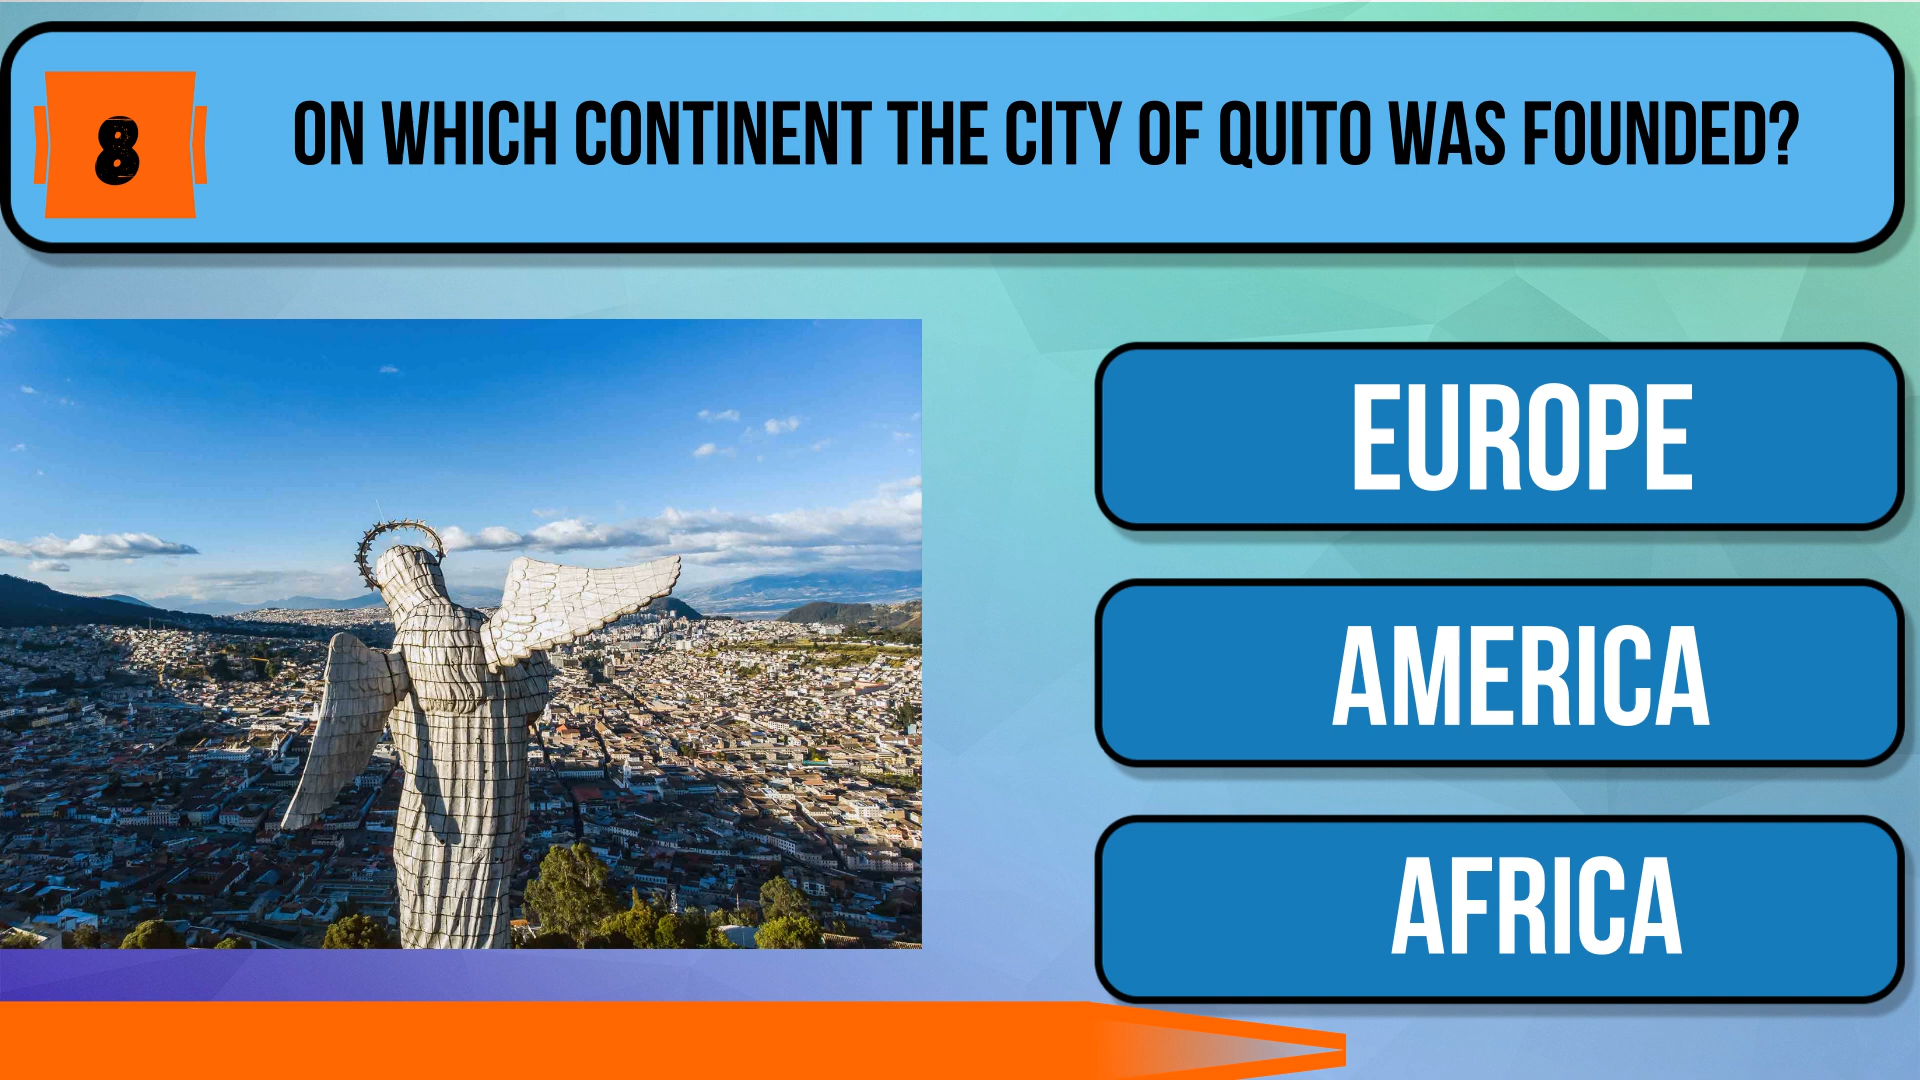 8
ON WHICH CONTINENT THE CITY OF QUITO WAS FOUNDED?
EUROPE
AMERICA
AFRICA